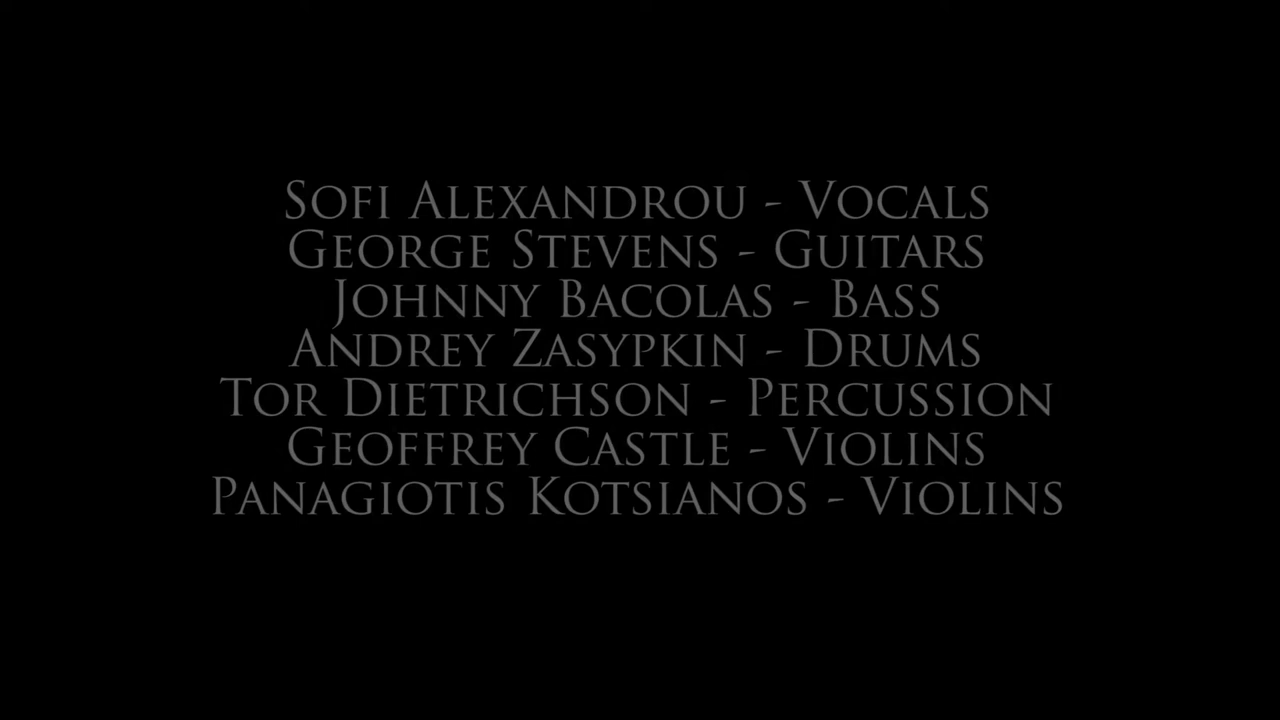 Sofi Alexandrou - Vocals
George Stevens - Guitars
Johnny Bacolas - Bass
Andrey Zasypkin - Drums
Tor Dietrichson - Percussion
Geoffrey Castle - Violins
Panagiotis Kotsianos - Violins